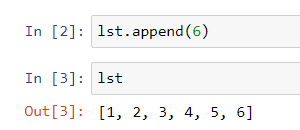 In [2]: lst.append(6)
In [3]: lst
Out[3]: [1, 2, 3, 4, 5, 6]